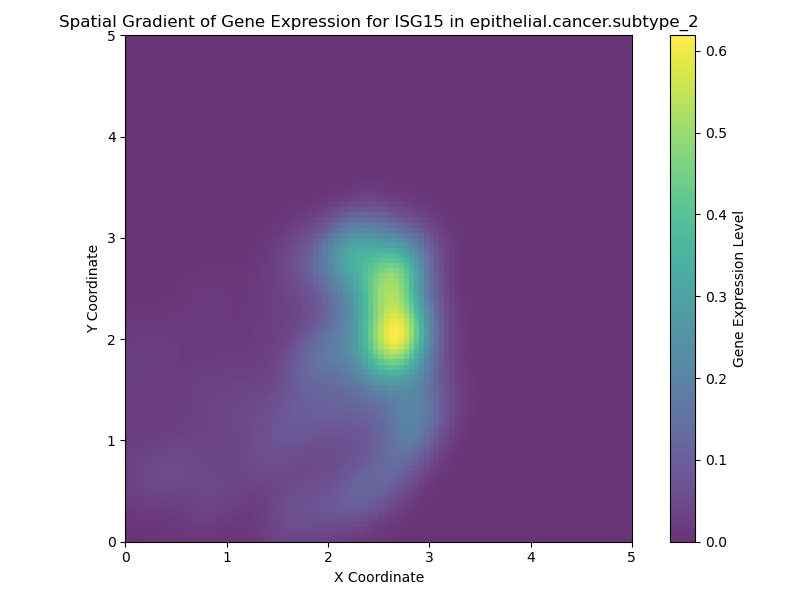 Spatial Gradient of Gene Expression for ISG15 in epithelial.cancer.subtype_2
5
4
3
2
1
0
Y Coordinate
0 1 2 3 4 5
X Coordinate
0.6
0.5
0.4
0.3
0.2
0.1
0.0
Gene Expression Level